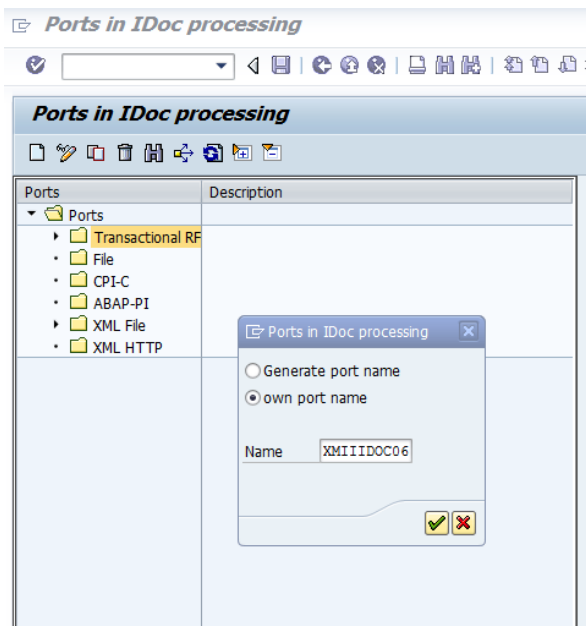 Ports in IDoc processing
Ports in IDoc processing
Ports Description
Ports
Transactional RF
File
CPI-C
ABAP-PI
XML File
XML HTTP
Ports in IDoc processing
Generate port name
own port name
Name XMIIIDOC06